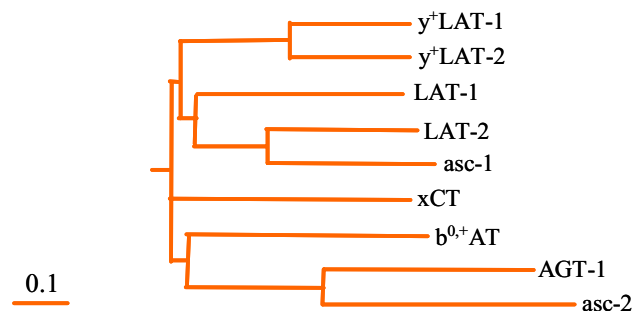 y⁺LAT-1
y⁺LAT-2
LAT-1
LAT-2
asc-1
xCT
b⁰,⁺AT
AGT-1
asc-2
0.1